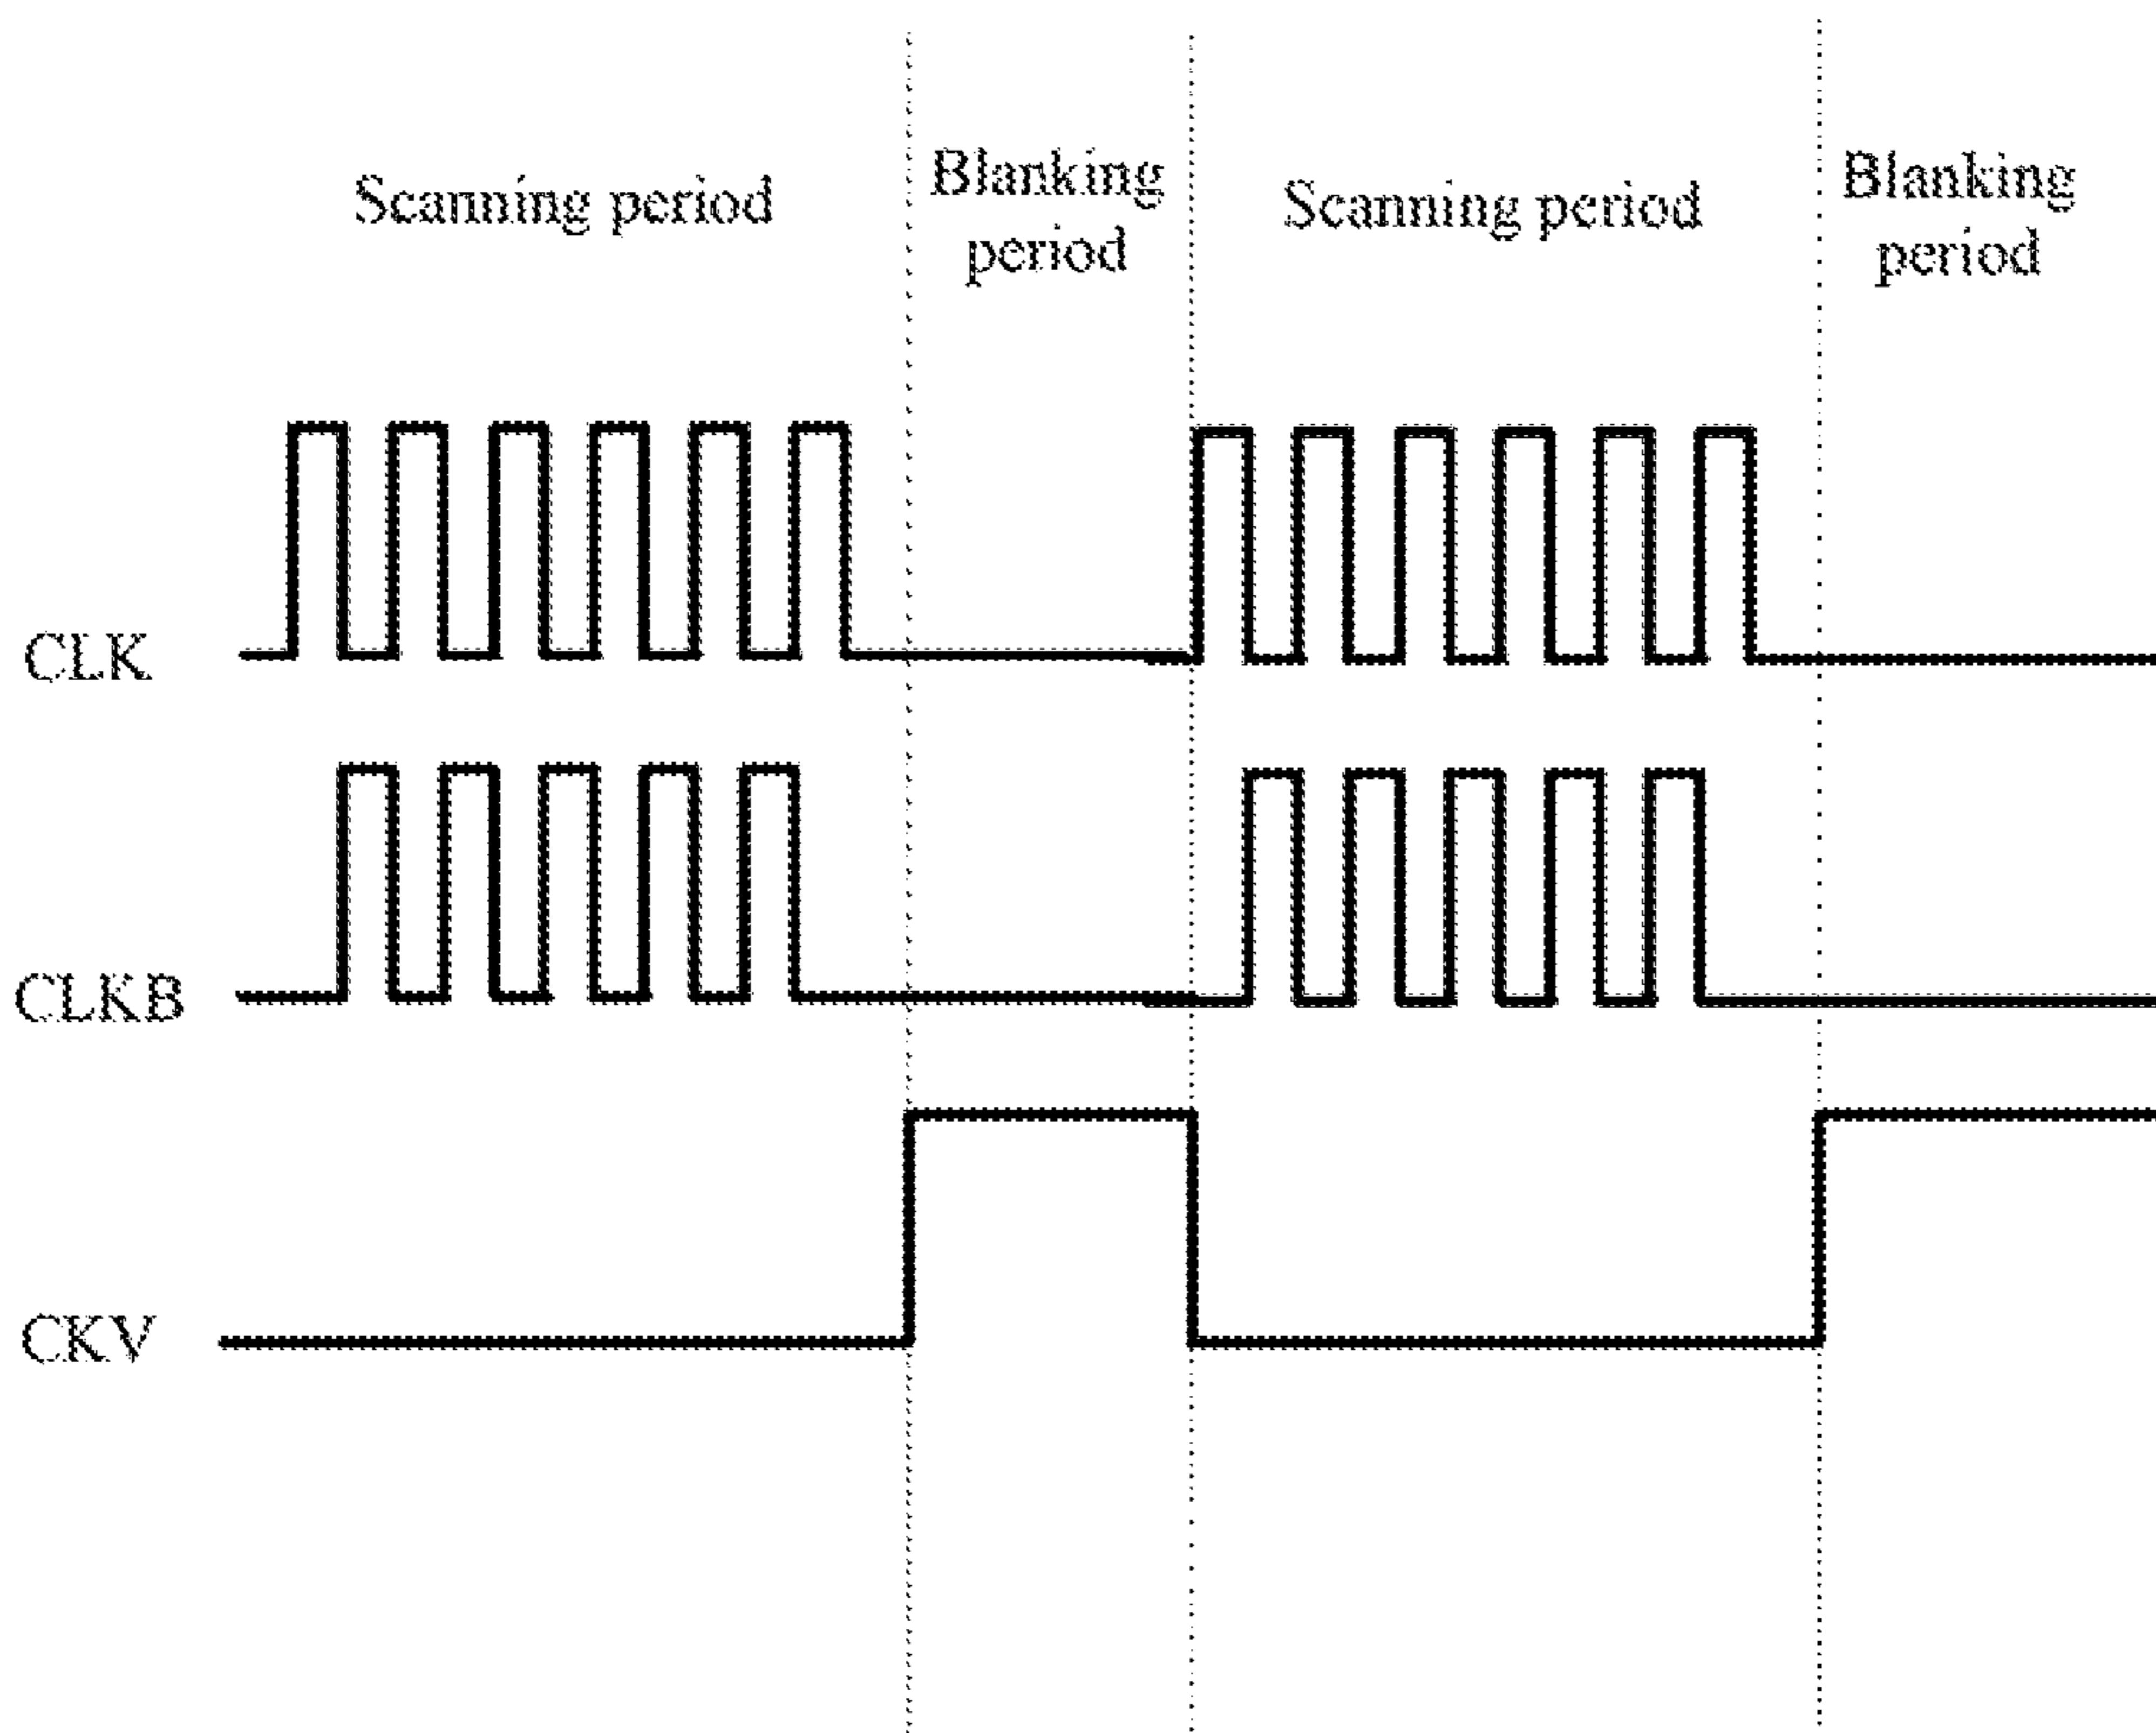 Scanning period
Blanking
period
Scanning period
Blanking
period
CLK
CLKB
CKV